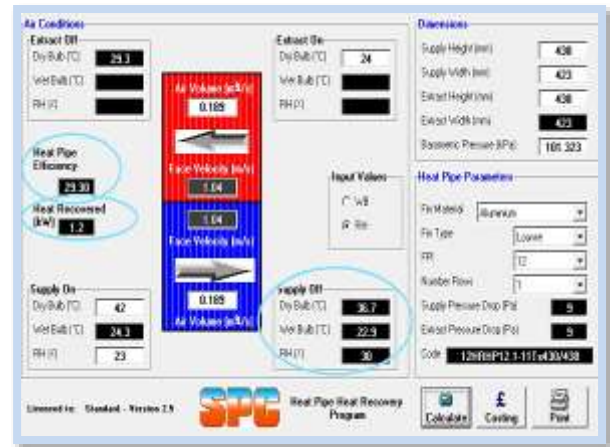 Air Conditions
Extract Off
Dry Bulb (°C) 29.3
Wet Bulb (°C)
RH (%)
Extract On
Dry Bulb (°C) 24
Wet Bulb (°C)
RH (%)
Air Volume (m3/s)
0.189
Face Velocity (m/s)
1.04
1.04
Face Velocity (m/s)
0.189
Air Volume (m3/s)
Heat Pipe
Efficiency
29.30
Heat Recovered
(kW) 1.2
Input Values
WB
RH
Supply On
Dry Bulb (°C) 42
Wet Bulb (°C) 24.3
RH (%) 23
Supply Off
Dry Bulb (°C) 36.7
Wet Bulb (°C) 22.9
RH (%) 30
Dimensions
Supply Height (mm) 430
Supply Width (mm) 423
Extract Height (mm) 430
Extract Width (mm) 423
Barometric Pressure (kPa) 101.323
Heat Pipe Parameters
Fin Material Aluminium
Fin Type Louvre
FPI 12
Number Rows 1
Supply Pressure Drop (Pa) 9
Extract Pressure Drop (Pa) 9
Code
Licensed to: Standard - Version 2.9
SPC
Heat Pipe Heat Recovery
Program
Calculate
£
Costing
Print